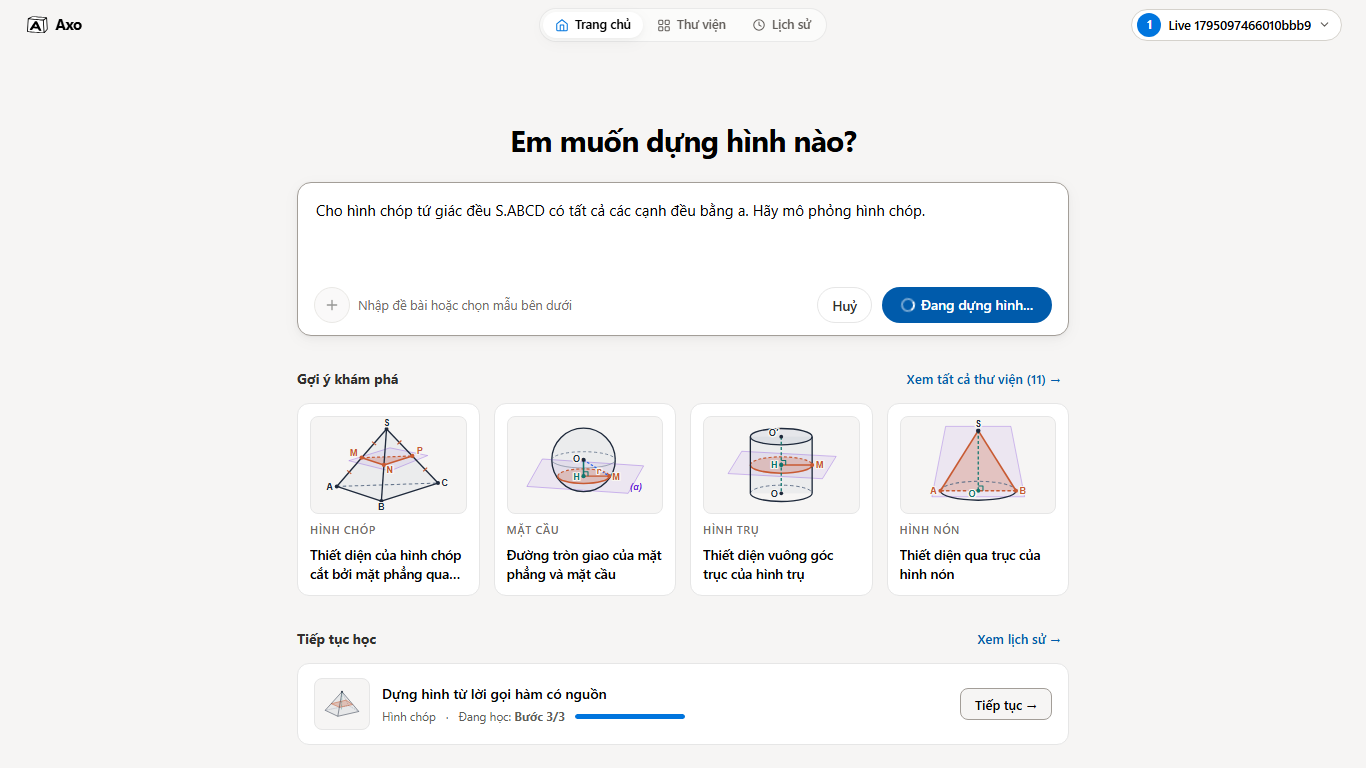 Axo
Trang chủ
Thư viện
Lịch sử
1
Live 1795097466010bbb9
Em muốn dựng hình nào?
Cho hình chóp tứ giác đều S.ABCD có tất cả các cạnh đều bằng a. Hãy mô phỏng hình chóp.
+ Nhập đề bài hoặc chọn mẫu bên dưới
Huỷ
Đang dựng hình...
Gợi ý khám phá
Xem tất cả thư viện (11) →
S
M
P
N
A
C
B
HÌNH CHÓP
Thiết diện của hình chóp
cắt bởi mặt phẳng qua...
O
r
H
M
(α)
MẶT CẦU
Đường tròn giao của mặt
phẳng và mặt cầu
O'
H
M
O
HÌNH TRỤ
Thiết diện vuông góc
trục của hình trụ
S
A
O
B
HÌNH NÓN
Thiết diện qua trục của
hình nón
Tiếp tục học
Xem lịch sử →
Dựng hình từ lời gọi hàm có nguồn
Hình chóp · Đang học: Bước 3/3
Tiếp tục →